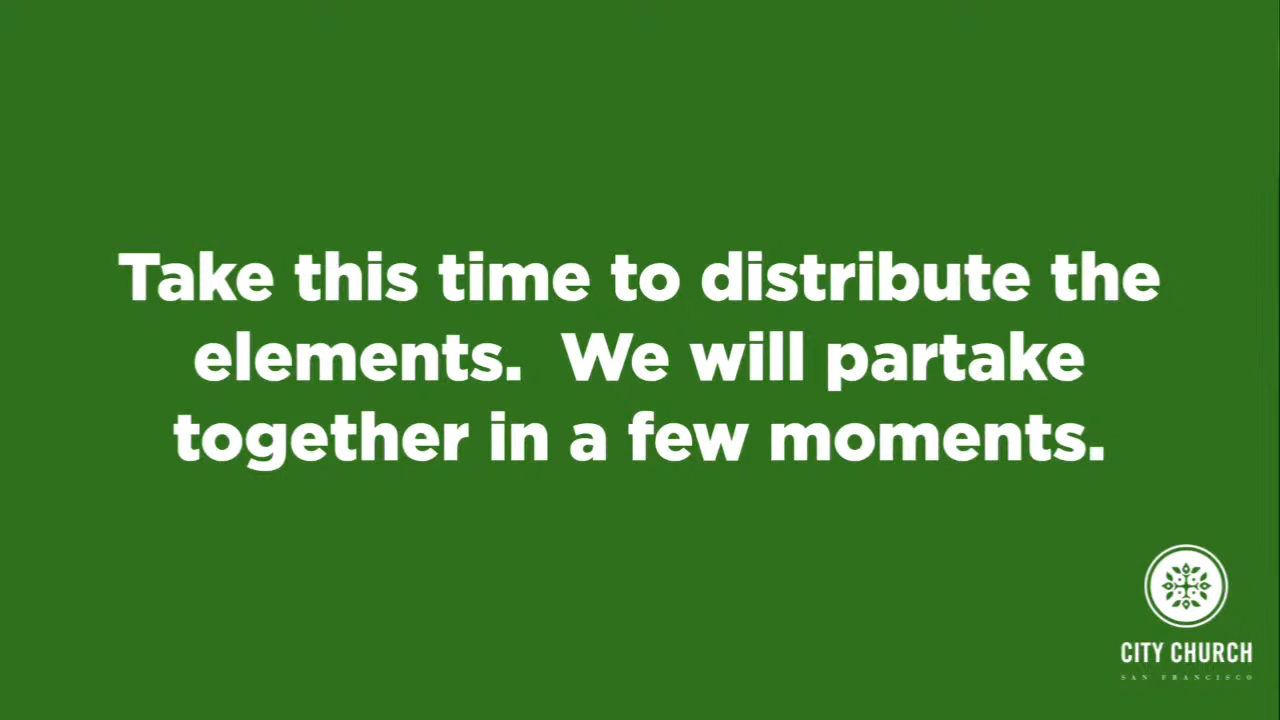 Take this time to distribute the
elements.  We will partake
together in a few moments.
CITY CHURCH
SAN FRANCISCO